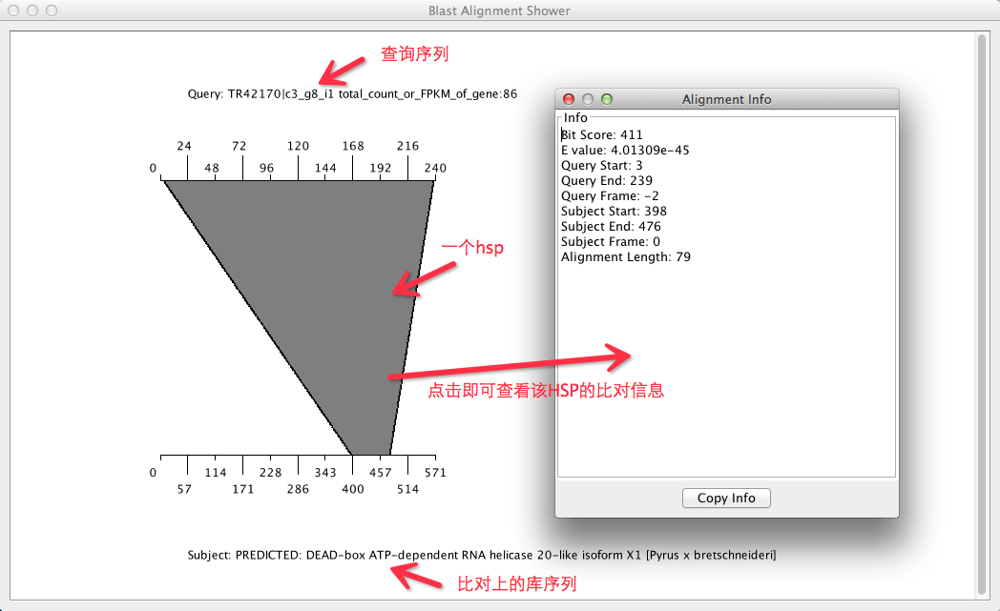 Blast Alignment Shower
查询序列
Query: TR42170|c3_g8_i1 total_count_or_FPKM_of_gene:86
24 72 120 168 216
0 48 96 144 192 240
一个hsp
点击即可查看该HSP的比对信息
0 114 228 343 457 571
57 171 286 400 514
Subject: PREDICTED: DEAD-box ATP-dependent RNA helicase 20-like isoform X1 [Pyrus x bretschneideri]
比对上的库序列
Alignment Info
Info
Bit Score: 411
E value: 4.01309e-45
Query Start: 3
Query End: 239
Query Frame: -2
Subject Start: 398
Subject End: 476
Subject Frame: 0
Alignment Length: 79
Copy Info